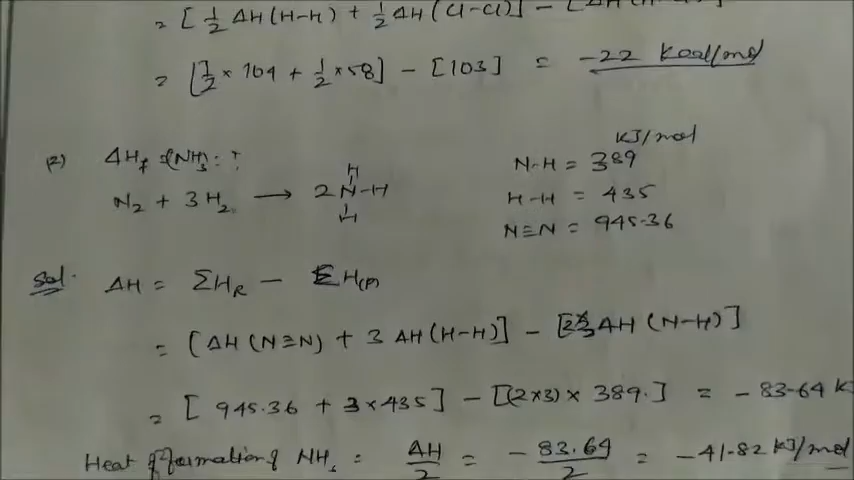 = [ 1/2 ΔH (H-H) + 1/2 ΔH (Cl-Cl)] - [ΔH
= [1/2 × 104 + 1/2 × 58] - [103] = -22 Kcal/mol
(2) ΔHf (NH3) : ?
KJ/mol
N-H = 389
N2 + 3H2 → 2 N-H
H
H
H-H = 435
N≡N = 945.36
Sol. ΔH = ΣHR - ΣH(P)
= [ΔH (N≡N) + 3 ΔH (H-H)] - [2×3 ΔH (N-H)]
= [ 945.36 + 3×435] - [(2×3) × 389.] = - 83.64 K
Heat of formation of NH3 = ΔH/2 = - 83.64/2 = -41.82 KJ/mol